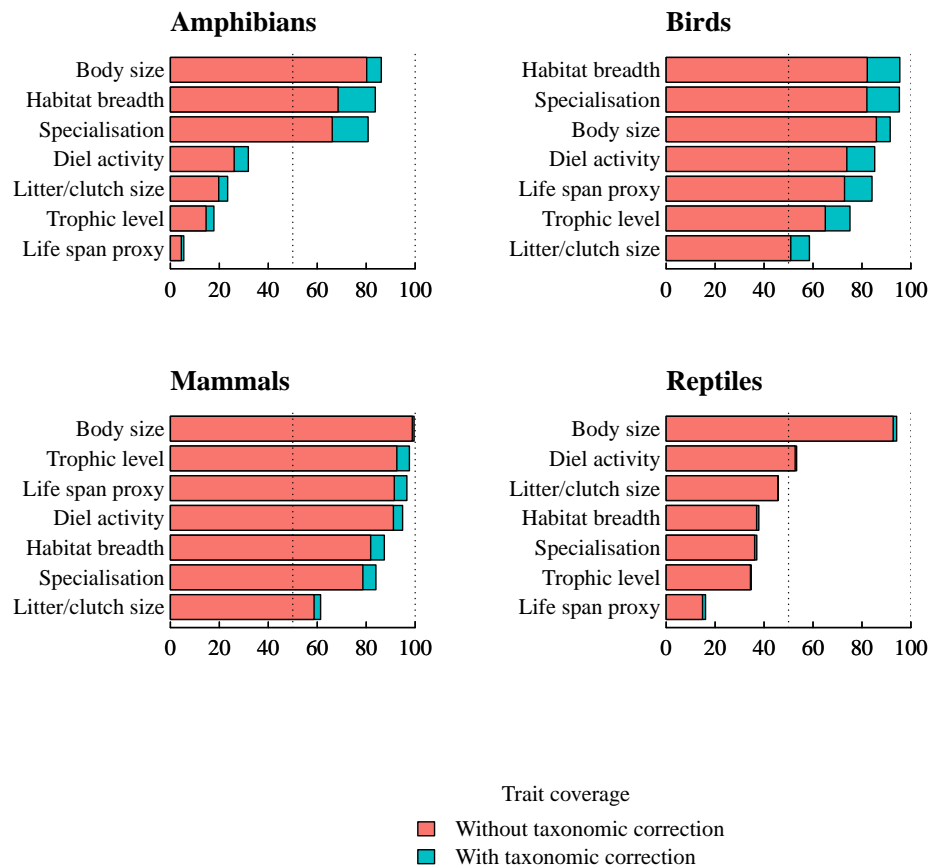 Amphibians
Body size
Habitat breadth
Specialisation
Diel activity
Litter/clutch size
Trophic level
Life span proxy
0 20 40 60 80 100
Birds
Habitat breadth
Specialisation
Body size
Diel activity
Life span proxy
Trophic level
Litter/clutch size
0 20 40 60 80 100
Mammals
Body size
Trophic level
Life span proxy
Diel activity
Habitat breadth
Specialisation
Litter/clutch size
0 20 40 60 80 100
Reptiles
Body size
Diel activity
Litter/clutch size
Habitat breadth
Specialisation
Trophic level
Life span proxy
0 20 40 60 80 100
Trait coverage
Without taxonomic correction
With taxonomic correction